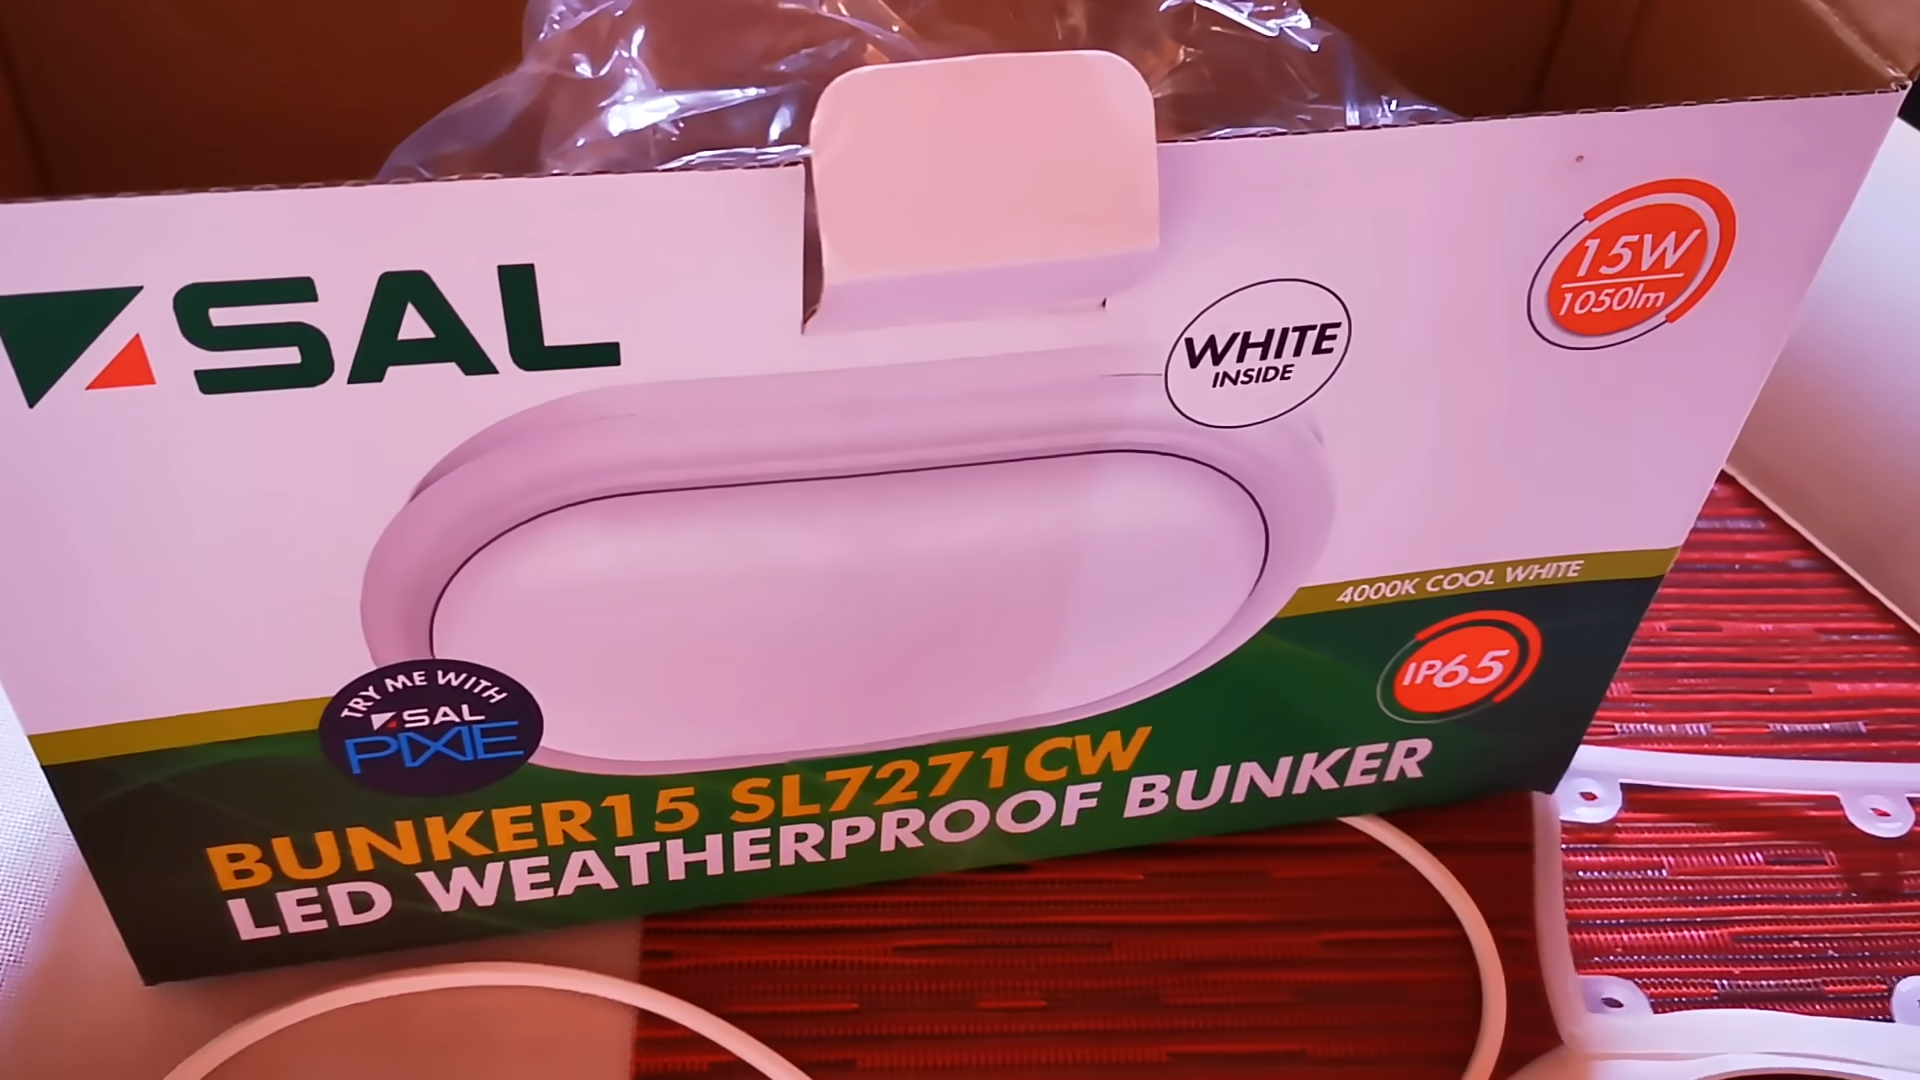 SAL
WHITE
INSIDE
15W
1050lm
4000K COOL WHITE
IP65
TRY ME WITH
SAL
PIXIE
BUNKER15 SL7271CW
LED WEATHERPROOF BUNKER